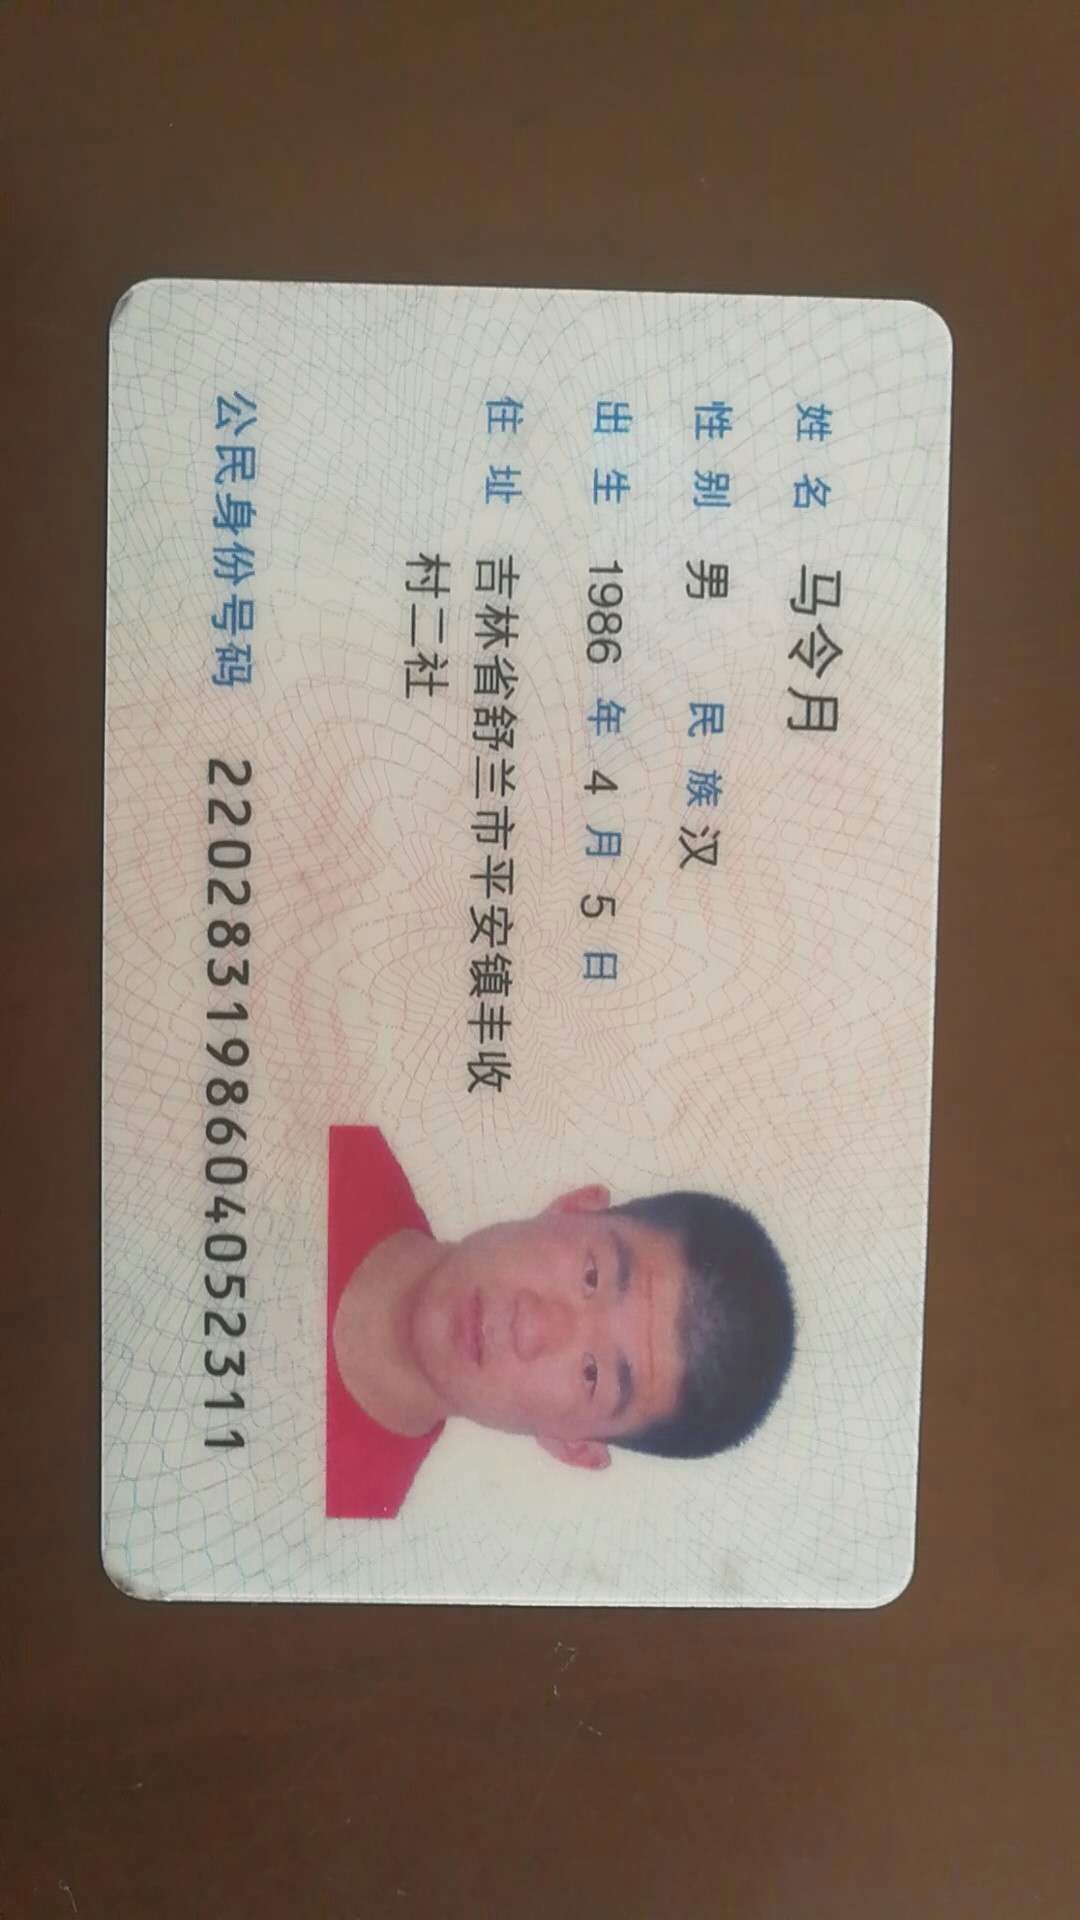 姓名 马令月
性别 男 民族 汉
出生 1986 年 4 月 5 日
住址 吉林省舒兰市平安镇丰收
村二社
公民身份号码 220283198604052311